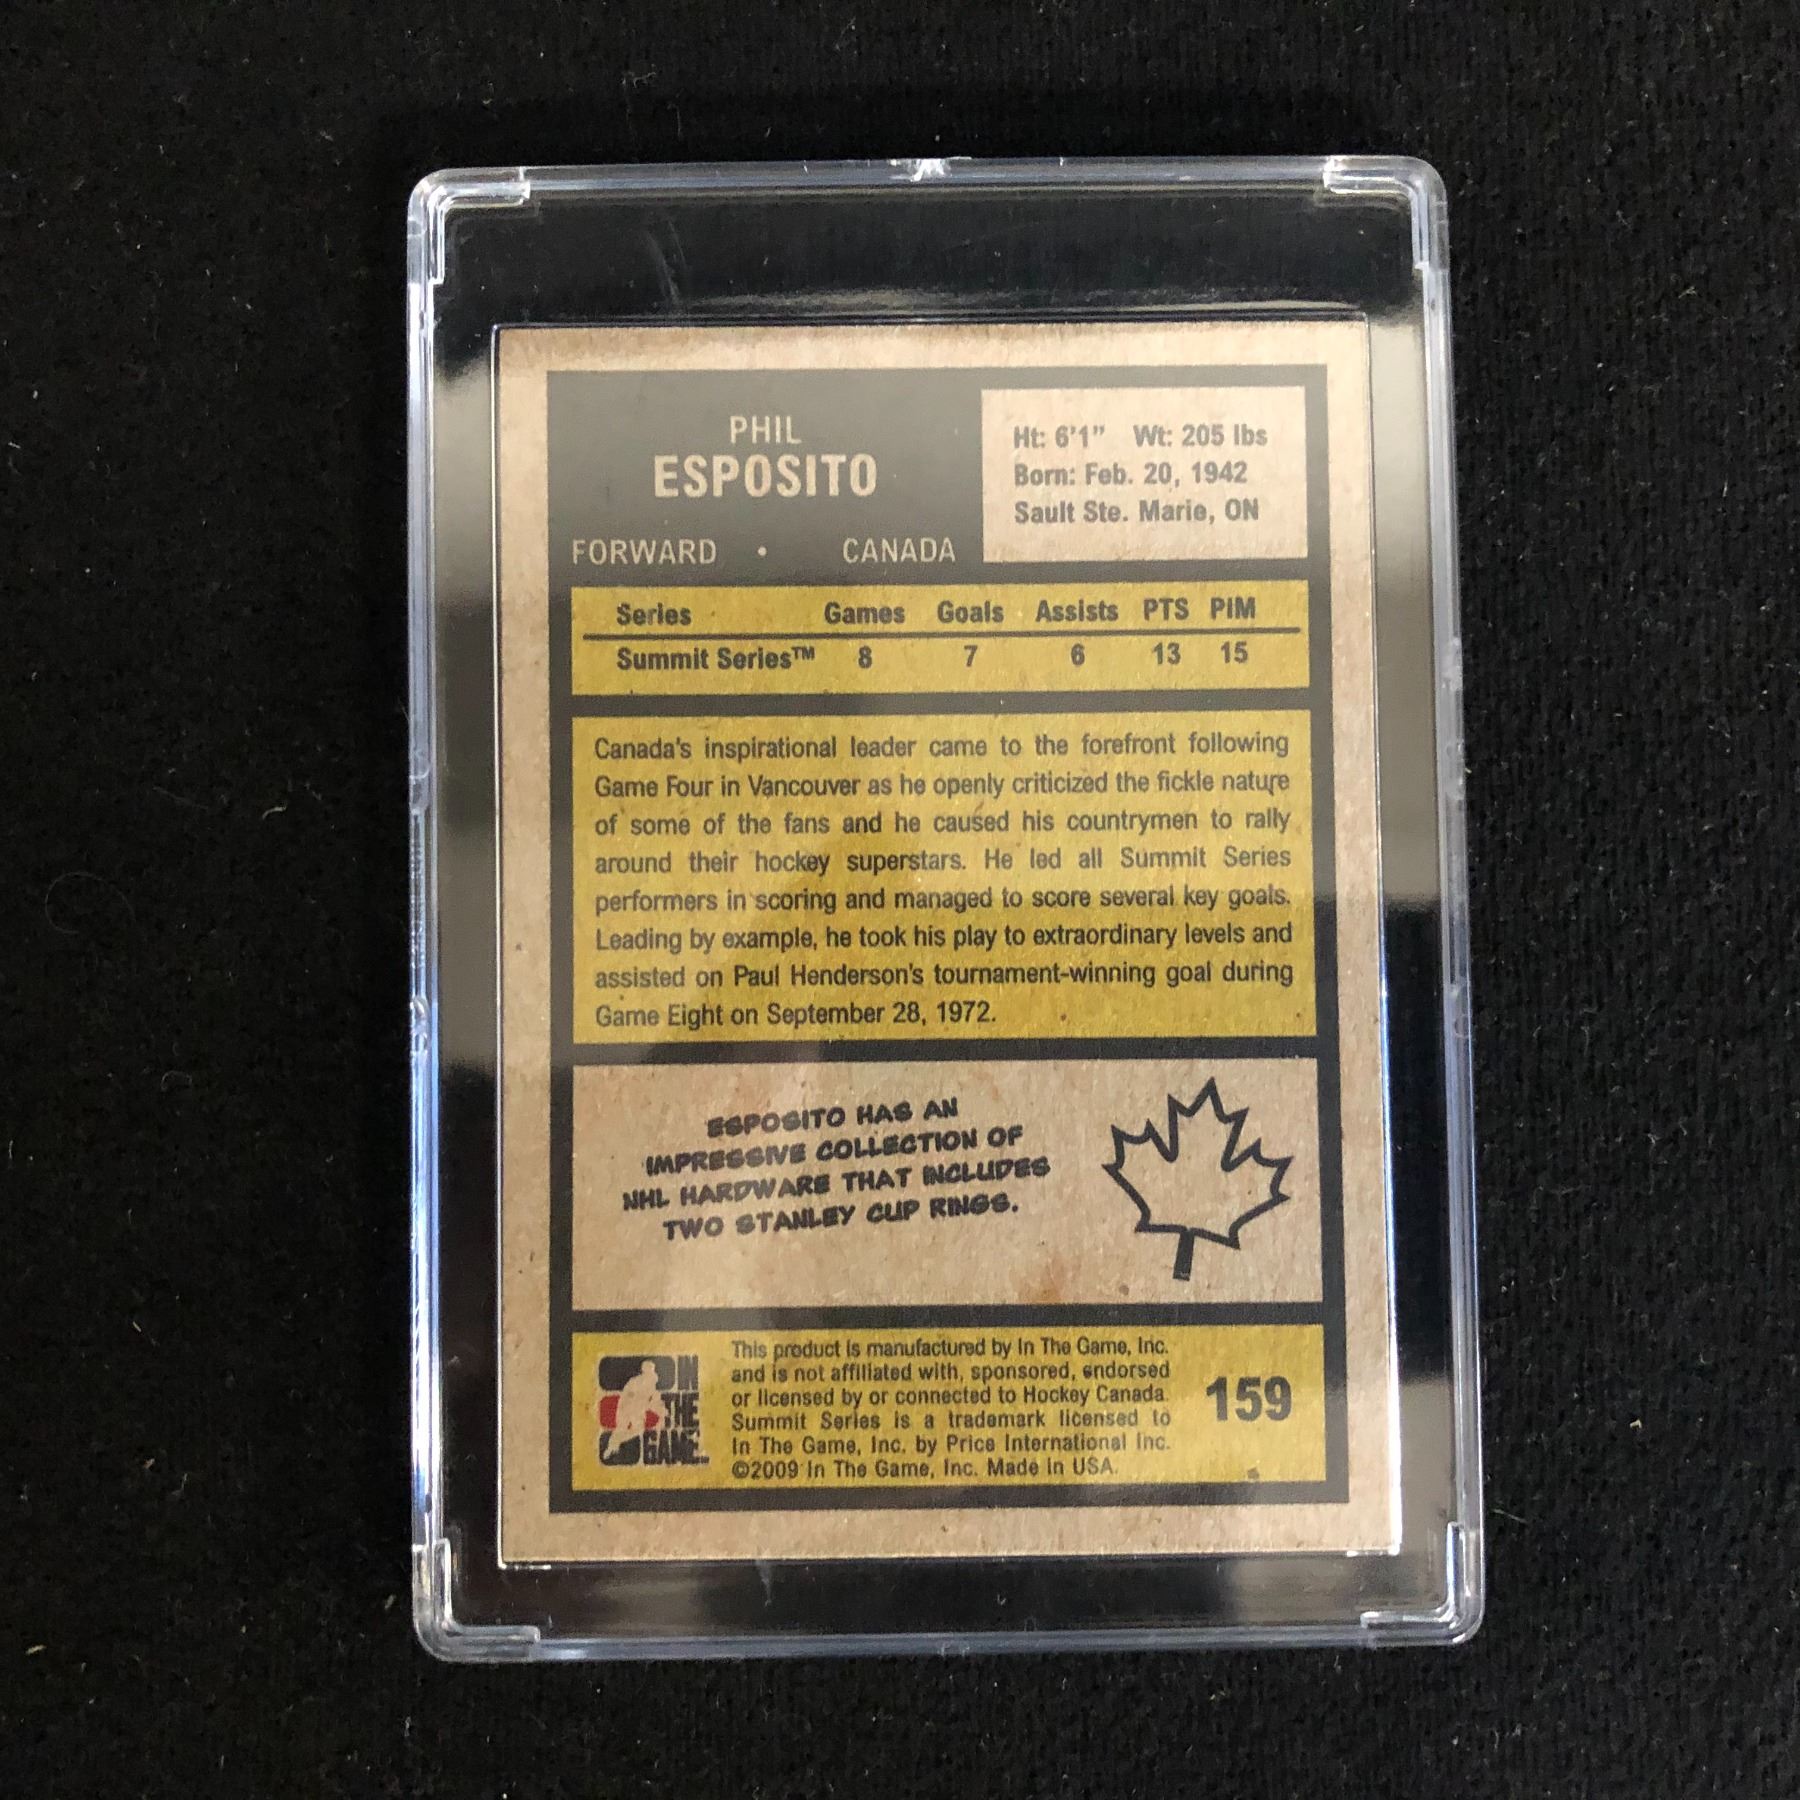 PHIL
ESPOSITO
FORWARD · CANADA
Ht: 6'1" Wt: 205 lbs
Born: Feb. 20, 1942
Sault Ste. Marie, ON
Series Games Goals Assists PTS PIM
Summit Series™ 8 7 6 13 15
Canada's inspirational leader came to the forefront following
Game Four in Vancouver as he openly criticized the fickle nature
of some of the fans and he caused his countrymen to rally
around their hockey superstars. He led all Summit Series
performers in scoring and managed to score several key goals.
Leading by example, he took his play to extraordinary levels and
assisted on Paul Henderson's tournament-winning goal during
Game Eight on September 28, 1972.
ESPOSITO HAS AN
IMPRESSIVE COLLECTION OF
NHL HARDWARE THAT INCLUDES
TWO STANLEY CUP RINGS.
IN
THE
GAME
This product is manufactured by In The Game, Inc.
and is not affiliated with, sponsored, endorsed
or licensed by or connected to Hockey Canada.
Summit Series is a trademark licensed to
In The Game, Inc. by Price International Inc.
©2009 In The Game, Inc. Made in USA.
159